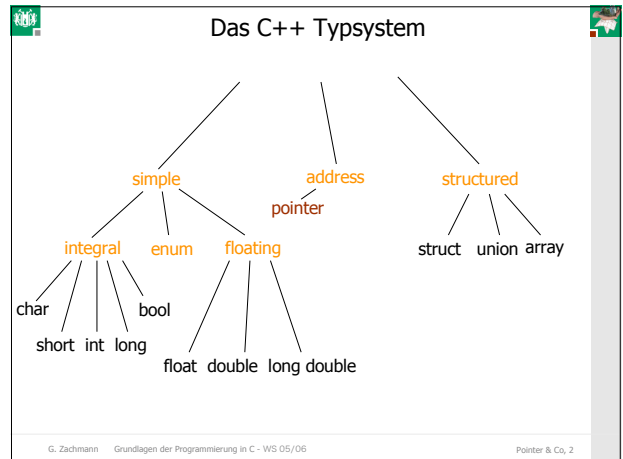 Das C++ Typsystem
simple address structured
pointer
integral enum floating struct union array
char bool
short int long
float double long double
G. Zachmann Grundlagen der Programmierung in C - WS 05/06 Pointer & Co, 2